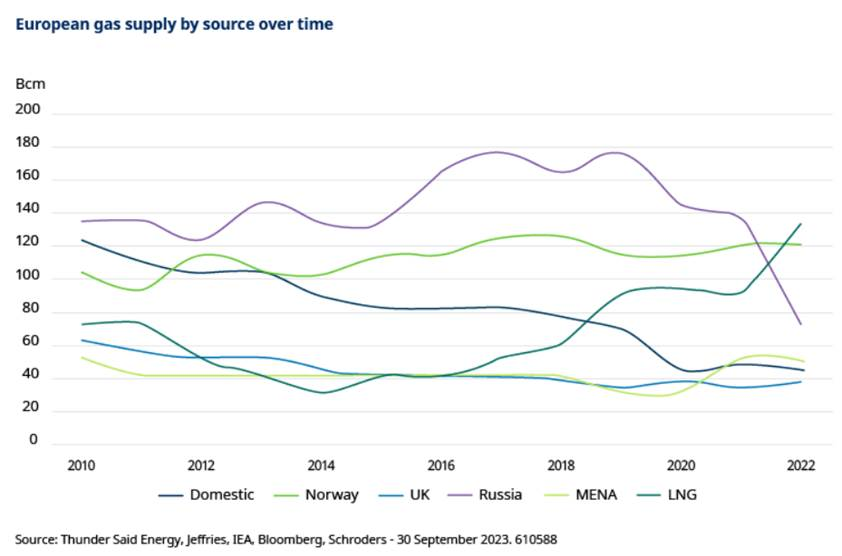 European gas supply by source over time
Bcm
200
180
160
140
120
100
80
60
40
20
0
2010 2012 2014 2016 2018 2020 2022
Domestic Norway UK Russia MENA LNG
Source: Thunder Said Energy, Jeffries, IEA, Bloomberg, Schroders - 30 September 2023. 610588